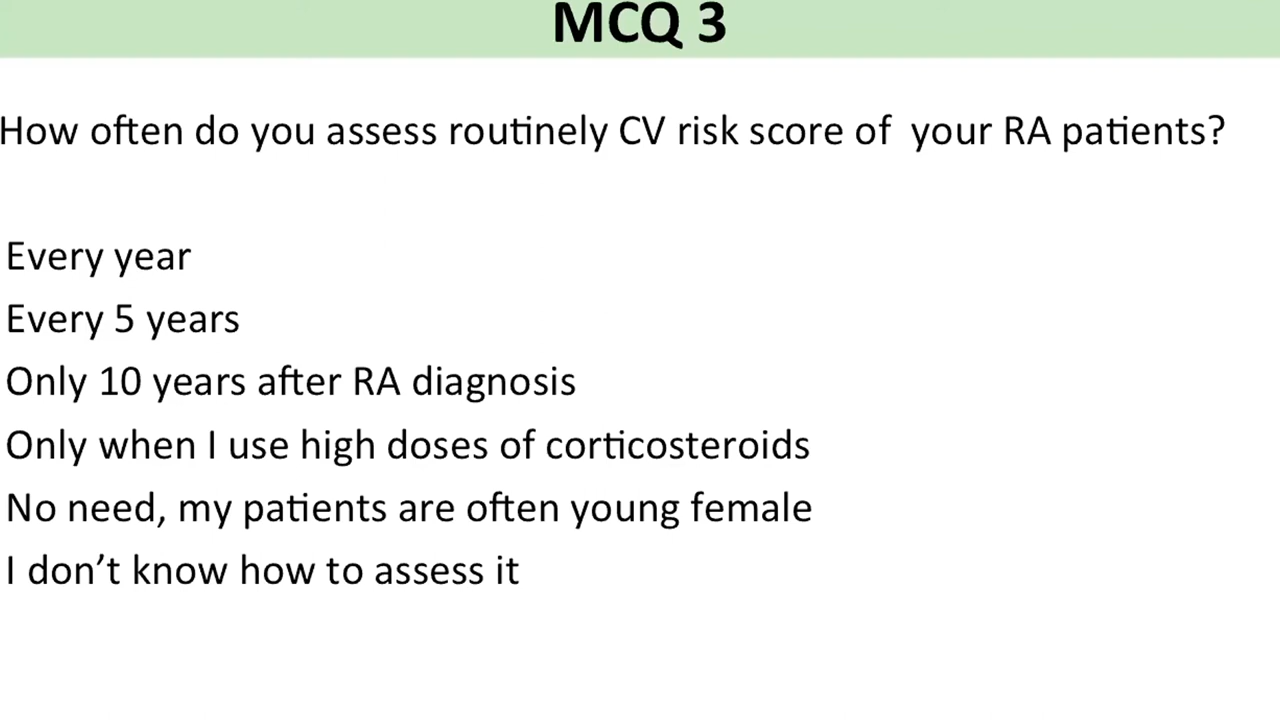 MCQ 3
How often do you assess routinely CV risk score of your RA patients?
Every year
Every 5 years
Only 10 years after RA diagnosis
Only when I use high doses of corticosteroids
No need, my patients are often young female
I don’t know how to assess it